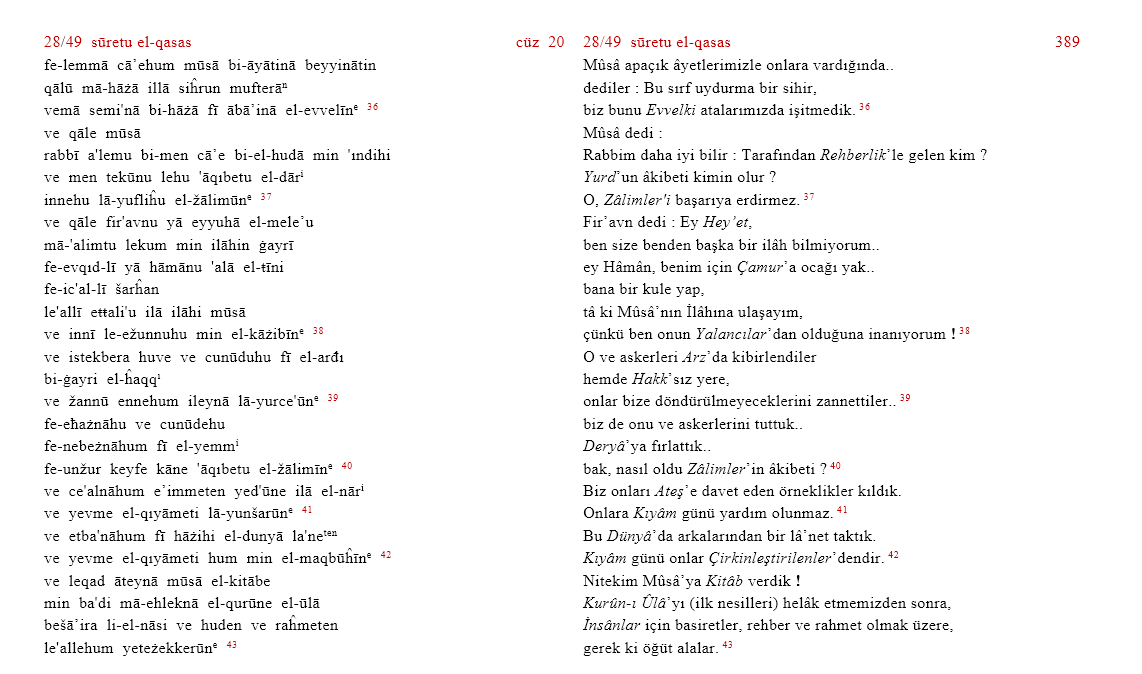 28/49 sūretu el-qasas cüz 20
fe-lemmā cā’ehum mūsā bi-āyātinā beyyinātin
qālū mā-hāżā illā siĥrun mufterāⁿ
vemā semi'nā bi-hāżā fī ābā’inā el-evvelīnᵉ 36
ve qāle mūsā
rabbī a'lemu bi-men cā’e bi-el-hudā min 'ındihi
ve men tekūnu lehu 'āqıbetu el-dārⁱ
innehu lā-yufliĥu el-žālimūnᵉ 37
ve qāle fir'avnu yā eyyuhā el-mele’u
mā-'alimtu lekum min ilāhin ġayrī
fe-evqıd-lī yā hāmānu 'alā el-ŧīni
fe-ic'al-lī šarĥan
le'allī eŧŧali'u ilā ilāhi mūsā
ve innī le-ežunnuhu min el-kāżibīnᵉ 38
ve istekbera huve ve cunūduhu fī el-arđı
bi-ġayri el-ĥaqqᶦ
ve žannū ennehum ileynā lā-yurce'ūnᵉ 39
fe-eħażnāhu ve cunūdehu
fe-nebeżnāhum fī el-yemmⁱ
fe-unžur keyfe kāne 'āqıbetu el-žālimīnᵉ 40
ve ce'alnāhum e’immeten yed'ūne ilā el-nārⁱ
ve yevme el-qıyāmeti lā-yunšarūnᵉ 41
ve etba'nāhum fī hāżihi el-dunyā la'neᵗᵉⁿ
ve yevme el-qıyāmeti hum min el-maqbūĥīnᵉ 42
ve leqad āteynā mūsā el-kitābe
min ba'di mā-ehleknā el-qurūne el-ūlā
bešā’ira li-el-nāsi ve huden ve raĥmeten
le'allehum yeteżekkerūnᵉ 43
28/49 sūretu el-qasas 389
Mûsâ apaçık âyetlerimizle onlara vardığında..
dediler : Bu sırf uydurma bir sihir,
biz bunu Evvelki atalarımızda işitmedik. 36
Mûsâ dedi :
Rabbim daha iyi bilir : Tarafından Rehberlik’le gelen kim ?
Yurd’un âkibeti kimin olur ?
O, Zâlimler'i başarıya erdirmez. 37
Fir’avn dedi : Ey Hey’et,
ben size benden başka bir ilâh bilmiyorum..
ey Hâmân, benim için Çamur’a ocağı yak..
bana bir kule yap,
tâ ki Mûsâ’nın İlâhına ulaşayım,
çünkü ben onun Yalancılar’dan olduğuna inanıyorum ! 38
O ve askerleri Arz’da kibirlendiler
hemde Hakk’sız yere,
onlar bize döndürülmeyeceklerini zannettiler.. 39
biz de onu ve askerlerini tuttuk..
Deryâ’ya fırlattık..
bak, nasıl oldu Zâlimler’in âkibeti ? 40
Biz onları Ateş’e davet eden örneklikler kıldık.
Onlara Kıyâm günü yardım olunmaz. 41
Bu Dünyâ’da arkalarından bir lâ’net taktık.
Kıyâm günü onlar Çirkinleştirilenler’dendir. 42
Nitekim Mûsâ’ya Kitâb verdik !
Kurûn-ı Ûlâ’yı (ilk nesilleri) helâk etmemizden sonra,
İnsânlar için basiretler, rehber ve rahmet olmak üzere,
gerek ki öğüt alalar. 43